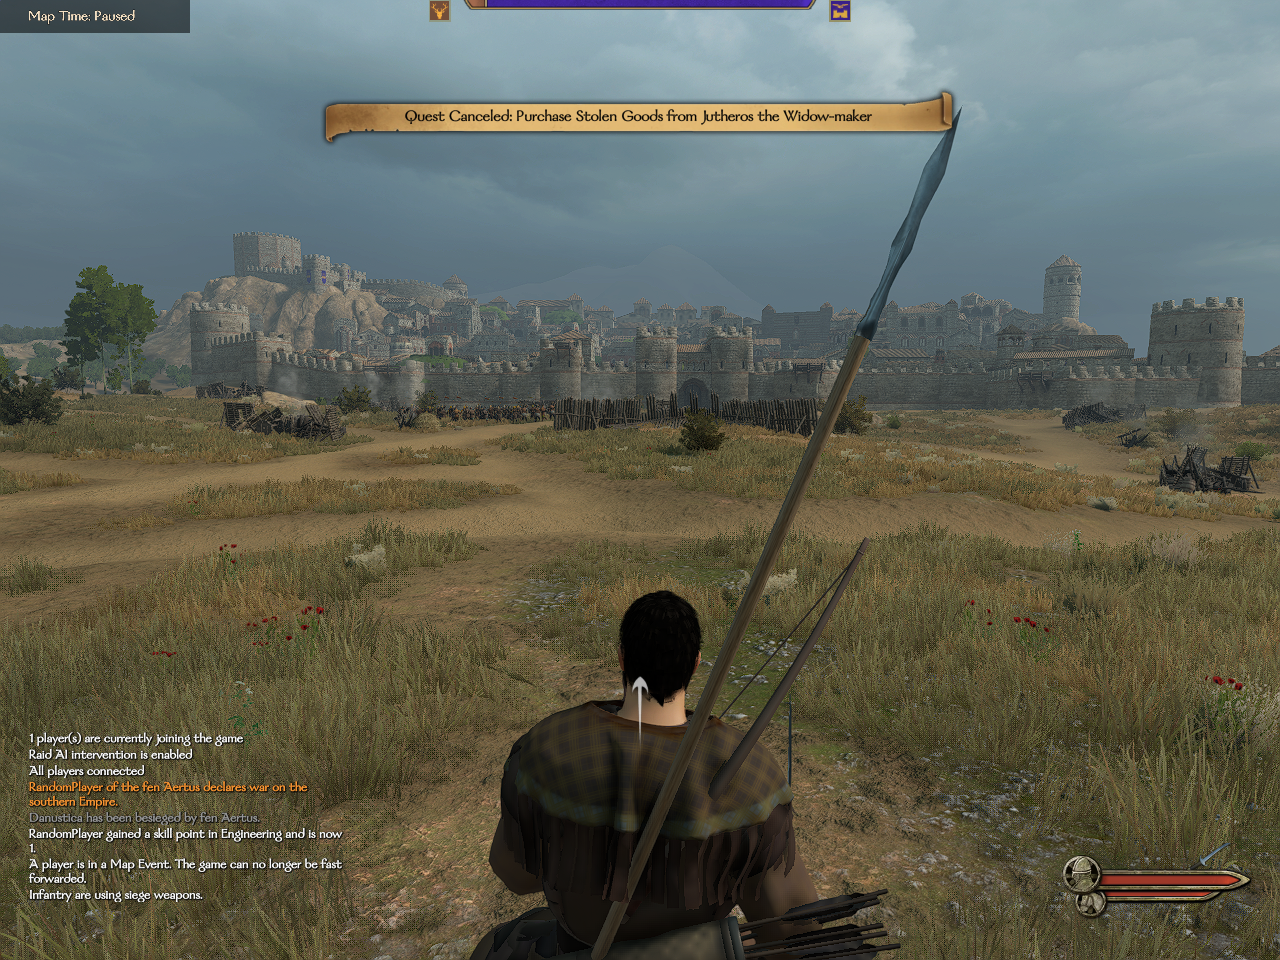 Map Time: Paused
Quest Canceled: Purchase Stolen Goods from Jutheros the Widow-maker
1 player(s) are currently joining the game
Raid AI intervention is enabled
All players connected
RandomPlayer of the fen Aertus declares war on the
southern Empire.
Danustica has been besieged by fen Aertus.
RandomPlayer gained a skill point in Engineering and is now
1.
A player is in a Map Event. The game can no longer be fast
forwarded.
Infantry are using siege weapons.